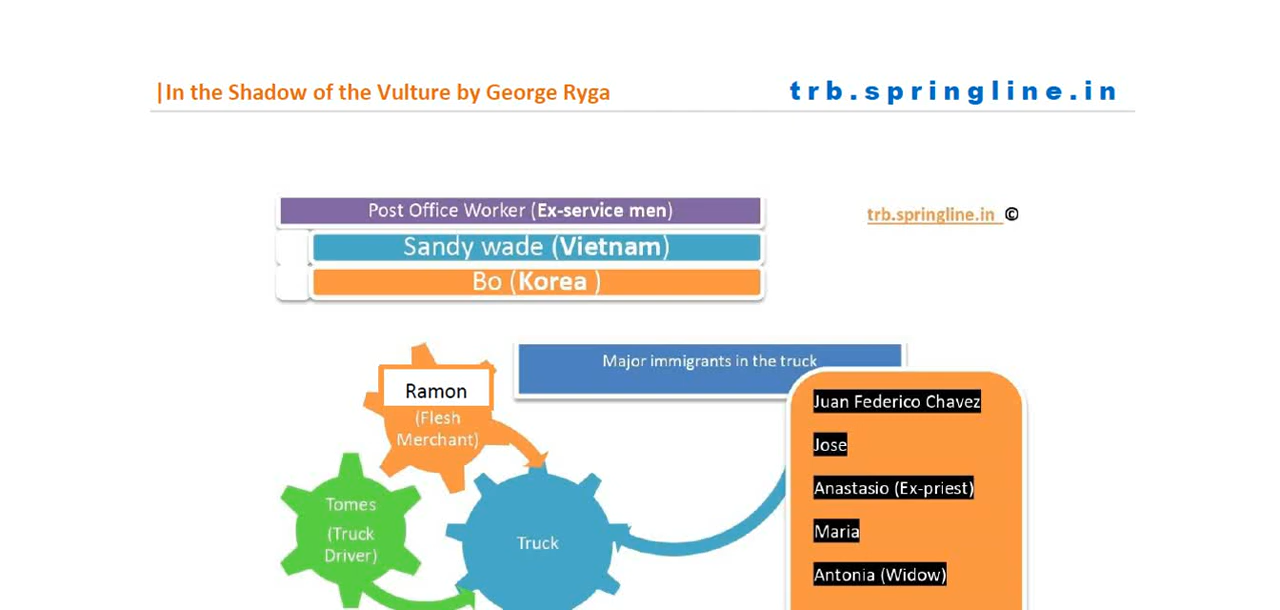 |In the Shadow of the Vulture by George Ryga
trb.springline.in
Post Office Worker (Ex-service men)
trb.springline.in ©
Sandy wade (Vietnam)
Bo (Korea )
Major immigrants in the truck
Ramon
(Flesh
Merchant)
Juan Federico Chavez
Jose
Anastasio (Ex-priest)
Maria
Antonia (Widow)
Tomes
(Truck
Driver)
Truck